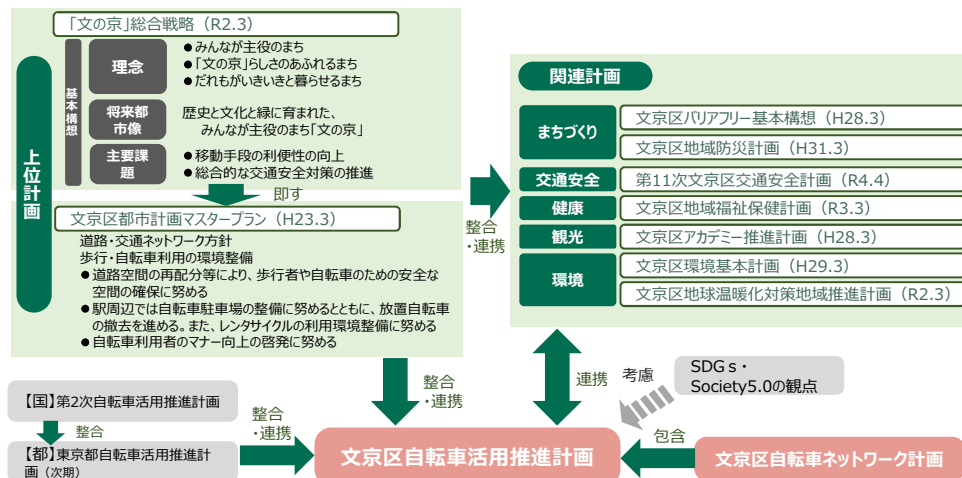 「文の京」総合戦略（R2.3）
上位計画
基本構想
理念
●みんなが主役のまち
●「文の京」らしさのあふれるまち
●だれもがいきいきと暮らせるまち
将来都
市像
歴史と文化と緑に育まれた、
みんなが主役のまち「文の京」
主要課
題
●移動手段の利便性の向上
●総合的な交通安全対策の推進
即す
文京区都市計画マスタープラン（H23.3）
道路・交通ネットワーク方針
歩行・自転車利用の環境整備
●道路空間の再配分等により、歩行者や自転車のための安全な
空間の確保に努める
●駅周辺では自転車駐車場の整備に努めるとともに、放置自転車
の撤去を進める。また、レンタサイクルの利用環境整備に努める
●自転車利用者のマナー向上の啓発に努める
整合
・連携
関連計画
まちづくり
文京区バリアフリー基本構想（H28.3）
文京区地域防災計画（H31.3）
交通安全
第11次文京区交通安全計画（R4.4）
健康
文京区地域福祉保健計画（R3.3）
観光
文京区アカデミー推進計画（H28.3）
環境
文京区環境基本計画（H29.3）
文京区地球温暖化対策地域推進計画（R2.3）
【国】第2次自転車活用推進計画
整合
【都】東京都自転車活用推進計
画（次期）
整合
・連携
整合
・連携
連携
考慮
SDGｓ・
Society5.0の観点
文京区自転車活用推進計画
包含
文京区自転車ネットワーク計画